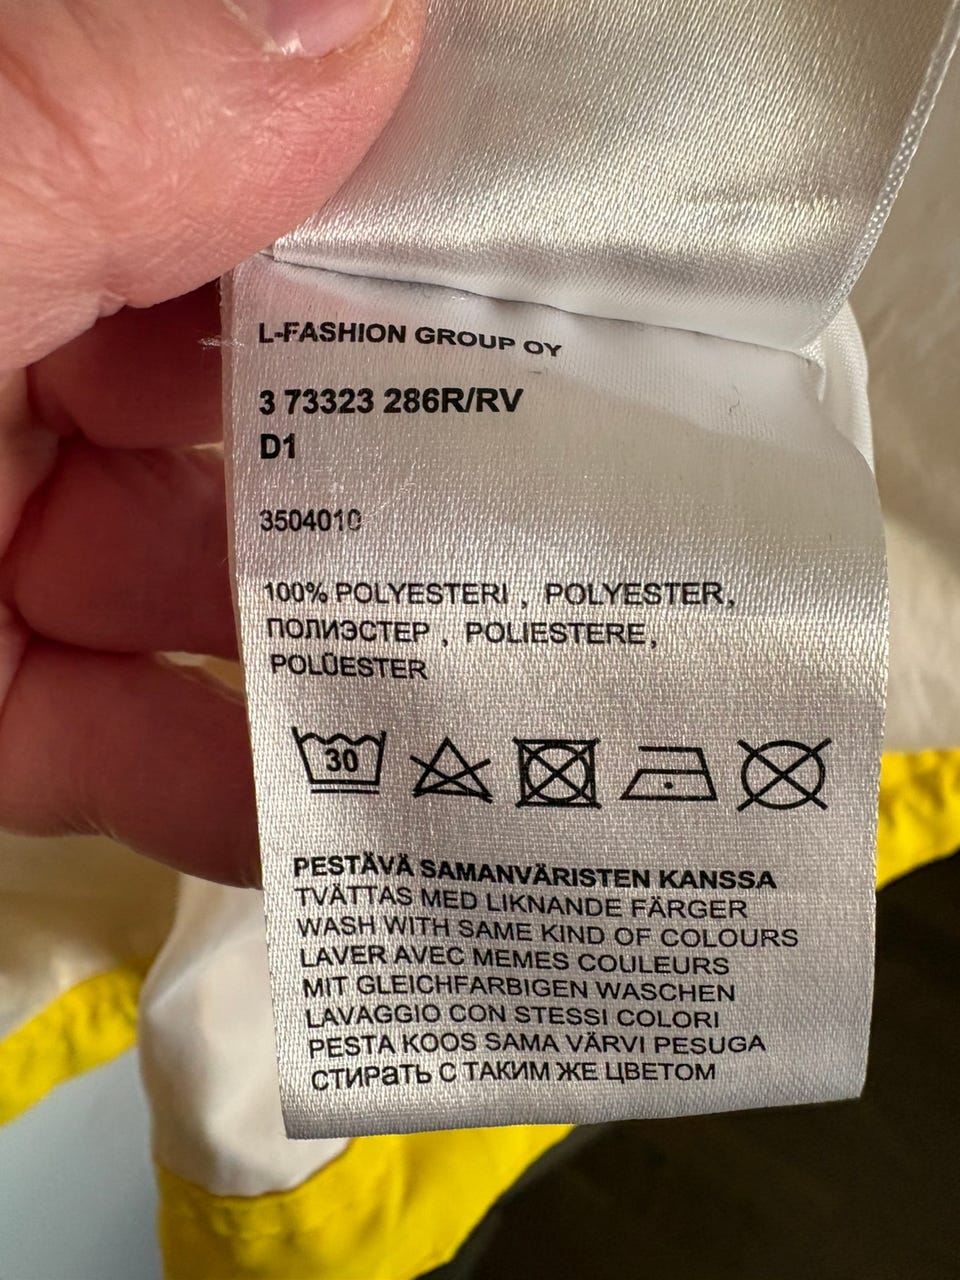 L-FASHION GROUP OY
3 73323 286R/RV
D1
3504010
100% POLYESTERI , POLYESTER,
ПОЛИЭСТЕР , POLIESTERE,
POLÜESTER
30
PESTÄVÄ SAMANVÄRISTEN KANSSA
TVÄTTAS MED LIKNANDE FÄRGER
WASH WITH SAME KIND OF COLOURS
LAVER AVEC MEMES COULEURS
MIT GLEICHFARBIGEN WASCHEN
LAVAGGIO CON STESSI COLORI
PESTA KOOS SAMA VÄRVI PESUGA
СТИРатЬ С ТАКИМ ЖЕ ЦВЕТОМ